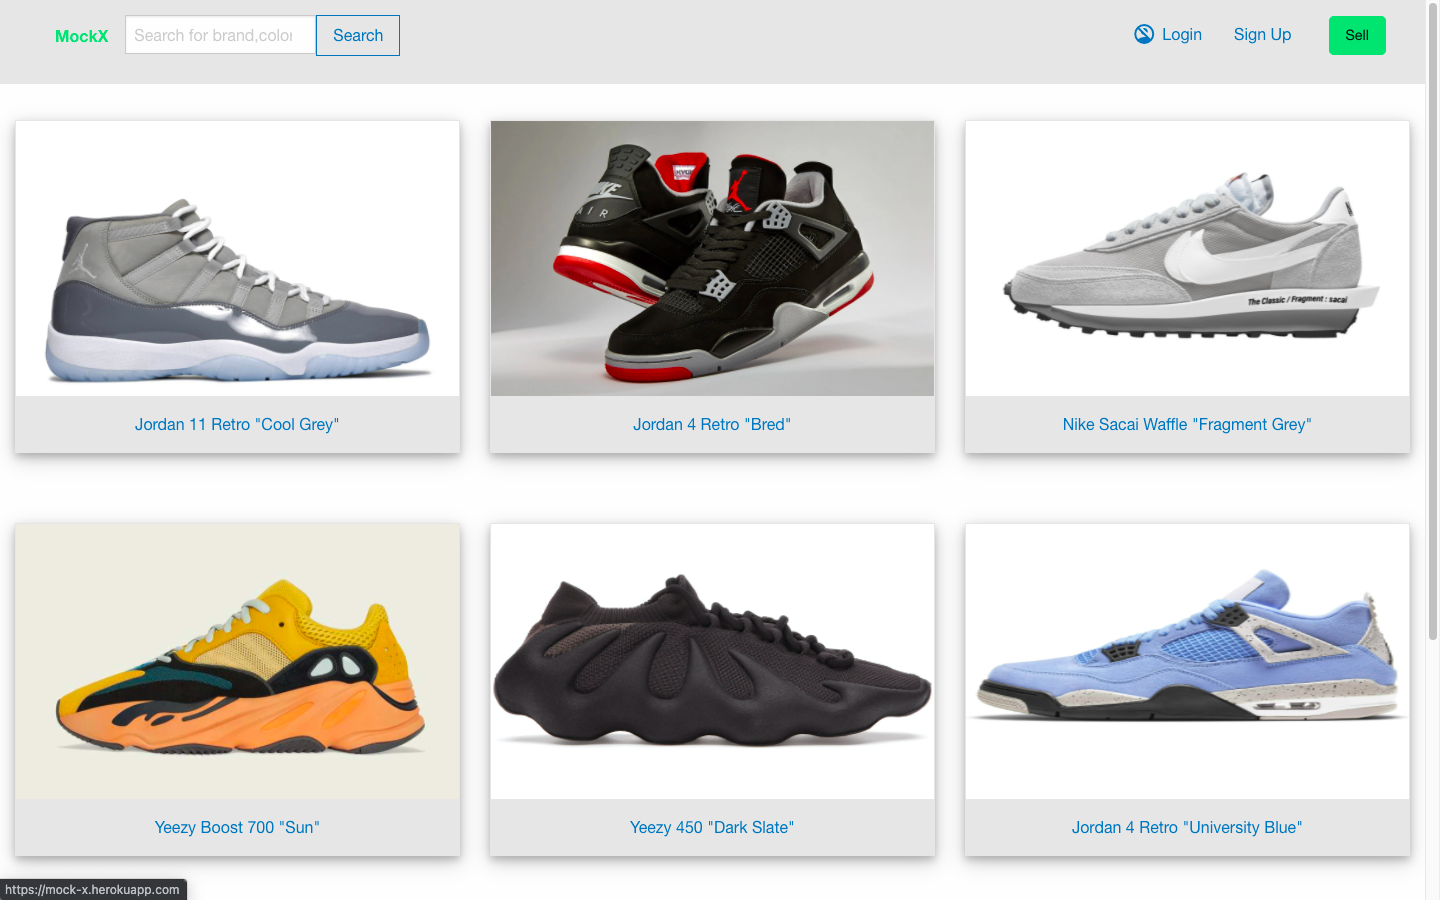 MockX
Search for brand,color
Search
Login
Sign Up
Sell
NIKE
AIR
The Classic / Fragment : sacai
Jordan 11 Retro "Cool Grey"
Jordan 4 Retro "Bred"
Nike Sacai Waffle "Fragment Grey"
Yeezy Boost 700 "Sun"
Yeezy 450 "Dark Slate"
Jordan 4 Retro "University Blue"
https://mock-x.herokuapp.com